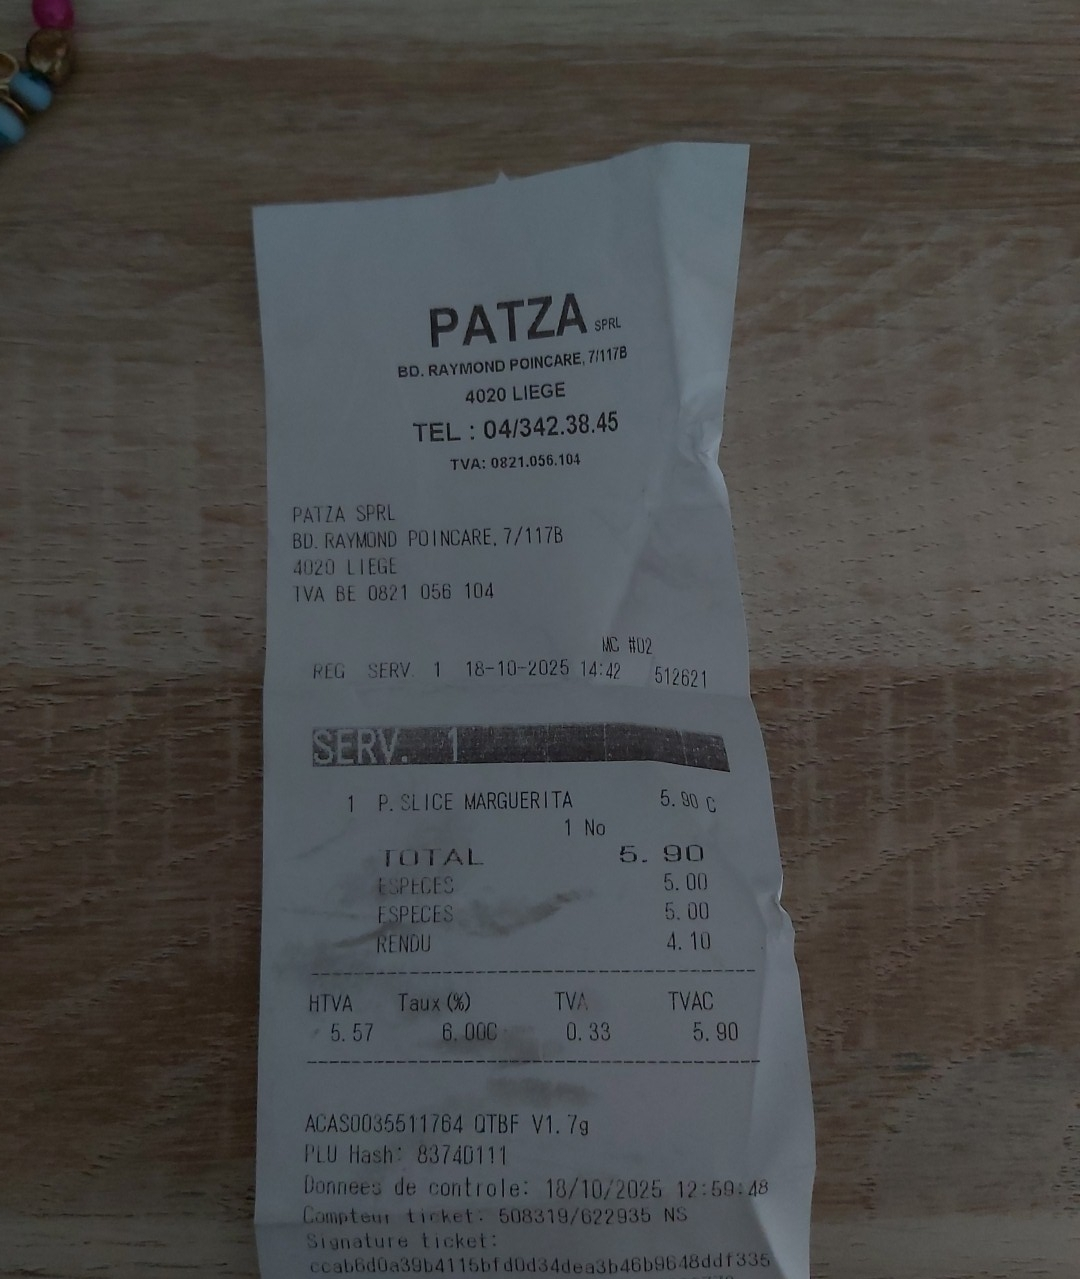 PATZA SPRL
BD. RAYMOND POINCARE, 7/117B
4020 LIEGE
TEL : 04/342.38.45
TVA: 0821.056.104
PATZA SPRL
BD. RAYMOND POINCARE, 7/117B
4020 LIEGE
TVA BE 0821 056 104
MC #02
REG SERV. 1 18-10-2025 14:42 512621
SERV. 1
1 P. SLICE MARGUERITA 5.90 C
1 No
TOTAL 5.90
ESPECES 5.00
ESPECES 5.00
RENDU 4.10
HTVA Taux (%) TVA TVAC
5.57 6.00C 0.33 5.90
ACAS0035511764 QTBF V1.7g
PLU Hash: 8374D111
Donnees de controle: 18/10/2025 12:59:48
Compteur ticket: 508319/622935 NS
Signature ticket:
ccab6d0a39b4115bfd0d34dea3b46b9648ddf335